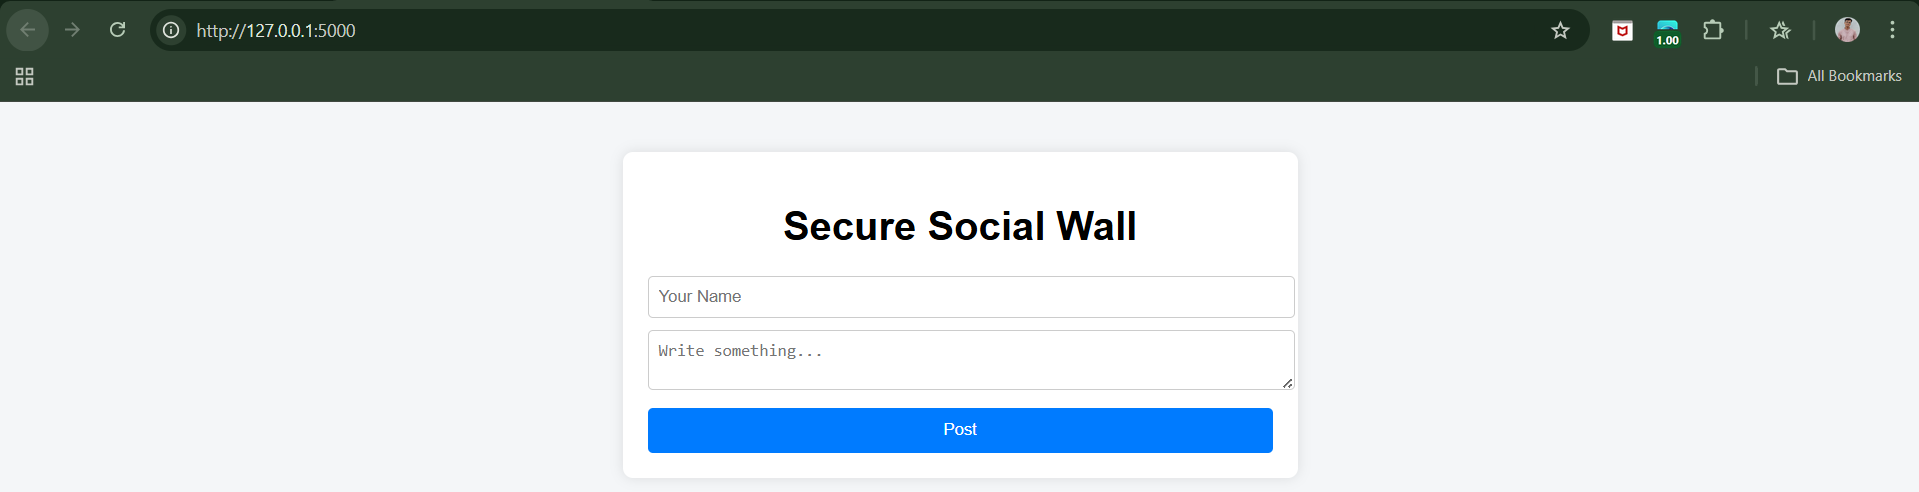 http://127.0.0.1:5000
1.00
All Bookmarks
Secure Social Wall
Your Name
Write something...
Post